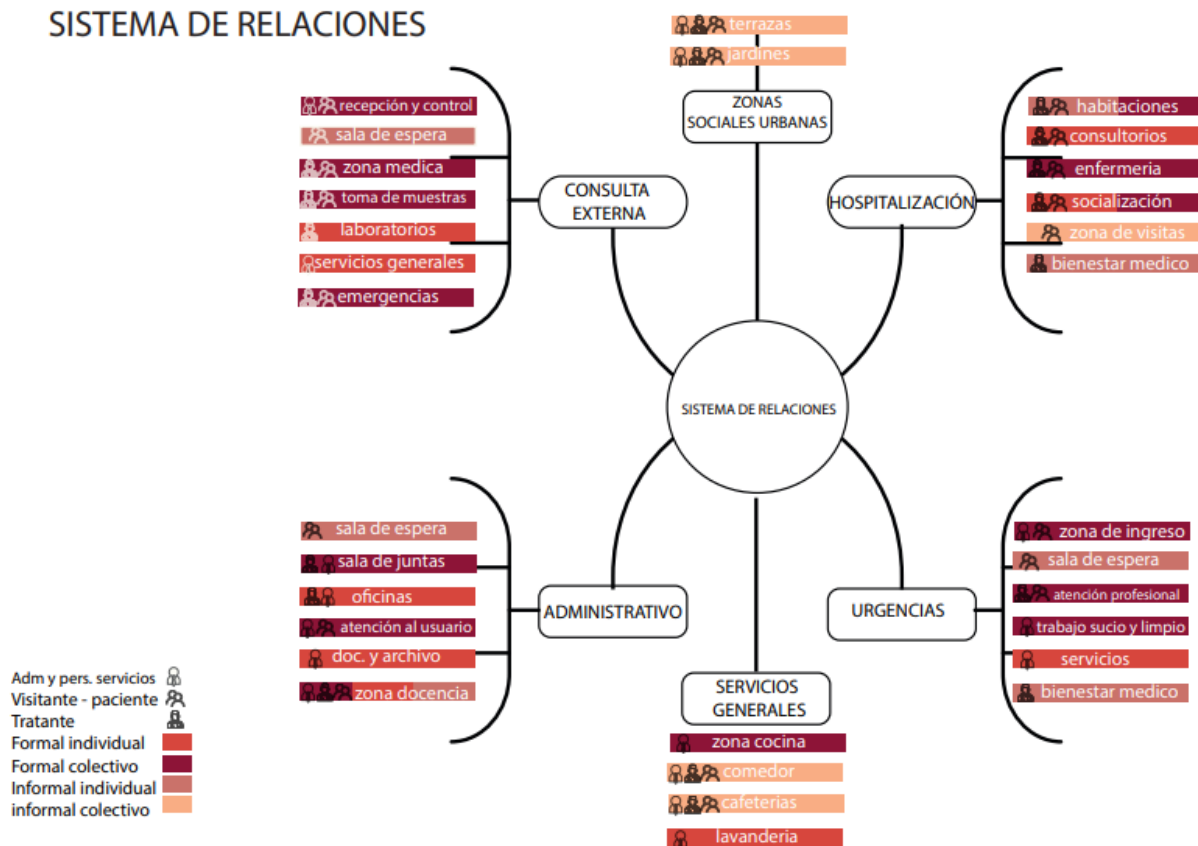 SISTEMA DE RELACIONES
terrazas
jardines
ZONAS
SOCIALES URBANAS
recepción y control
sala de espera
zona medica
toma de muestras
laboratorios
servicios generales
emergencias
CONSULTA
EXTERNA
HOSPITALIZACIÓN
habitaciones
consultorios
enfermeria
socialización
zona de visitas
bienestar medico
SISTEMA DE RELACIONES
sala de espera
sala de juntas
oficinas
atención al usuario
doc. y archivo
zona docencia
ADMINISTRATIVO
URGENCIAS
zona de ingreso
sala de espera
atención profesional
trabajo sucio y limpio
servicios
bienestar medico
SERVICIOS
GENERALES
zona cocina
comedor
cafeterias
lavanderia
Adm y pers. servicios
Visitante - paciente
Tratante
Formal individual
Formal colectivo
Informal individual
informal colectivo